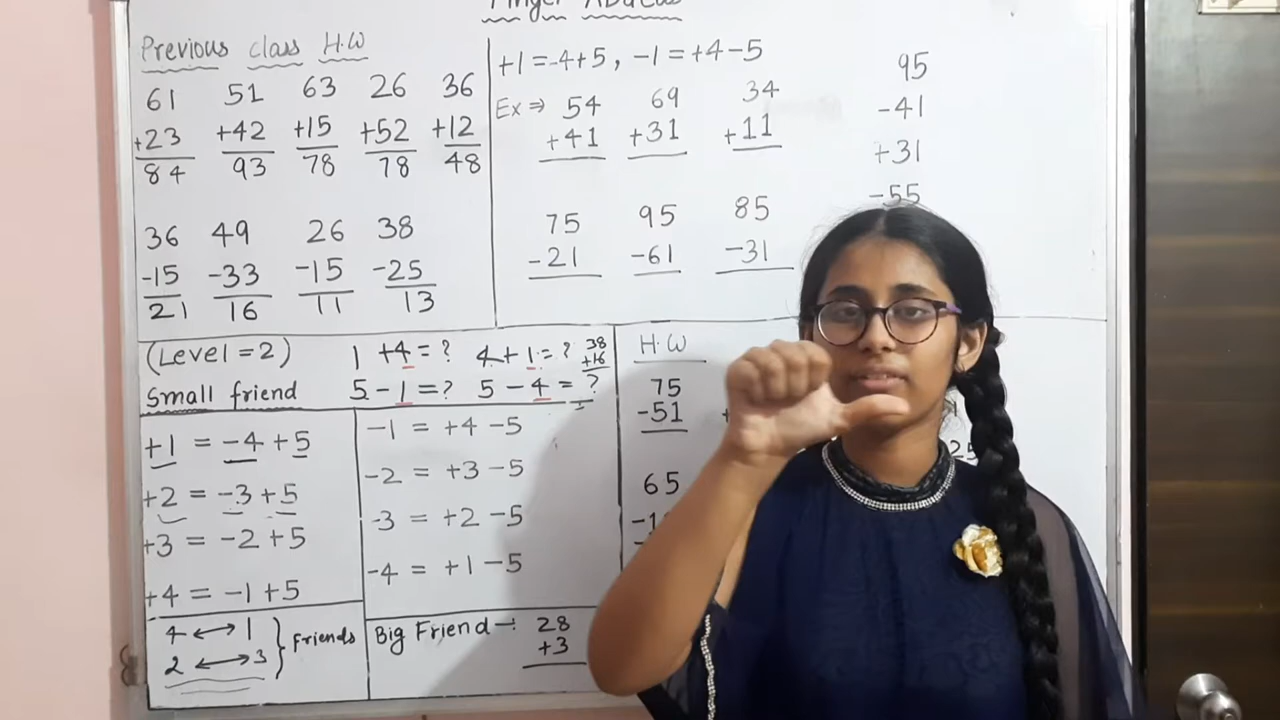 Finger Abacus
Previous class H.W
61 51 63 26 36
+23 +42 +15 +52 +12
84 93 78 78 48
36 49 26 38
-15 -33 -15 -25
21 16 11 13
+1 = -4+5, -1 = +4-5
Ex ⇒ 54 69 34
+41 +31 +11
75 95 85
-21 -61 -31
95
-41
+31
-55
(Level = 2) 1 +4 = ? 4+1 = ? 38
+16
Small friend 5 - 1 = ? 5 - 4 = ?
+1 = -4 +5
+2 = -3 +5
+3 = -2 +5
+4 = -1 +5
-1 = +4 -5
-2 = +3 -5
-3 = +2 -5
-4 = +1 -5
4 ↔ 1 } Friends
2 ↔ 3
Big Friend →: 28
+3
H.W
75
-51
65